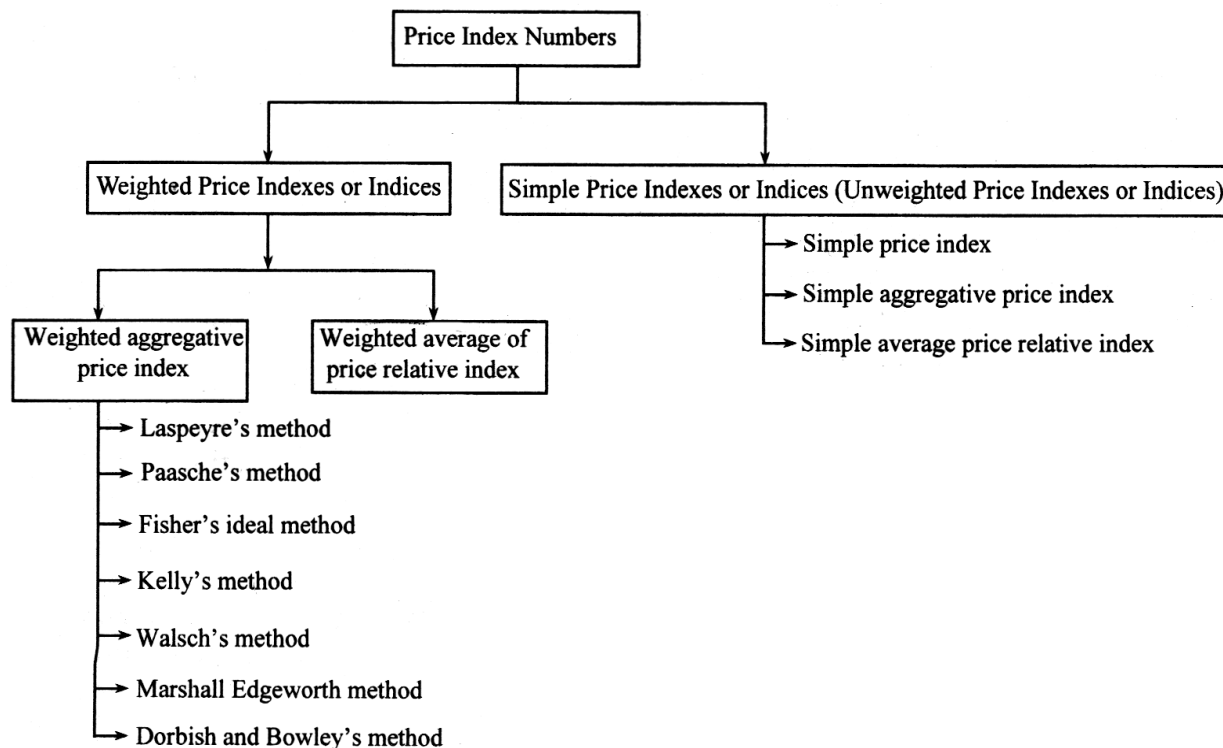 Price Index Numbers
Weighted Price Indexes or Indices
Simple Price Indexes or Indices (Unweighted Price Indexes or Indices)
Simple price index
Simple aggregative price index
Simple average price relative index
Weighted aggregative
price index
Weighted average of
price relative index
Laspeyre's method
Paasche's method
Fisher's ideal method
Kelly's method
Walsch's method
Marshall Edgeworth method
Dorbish and Bowley's method